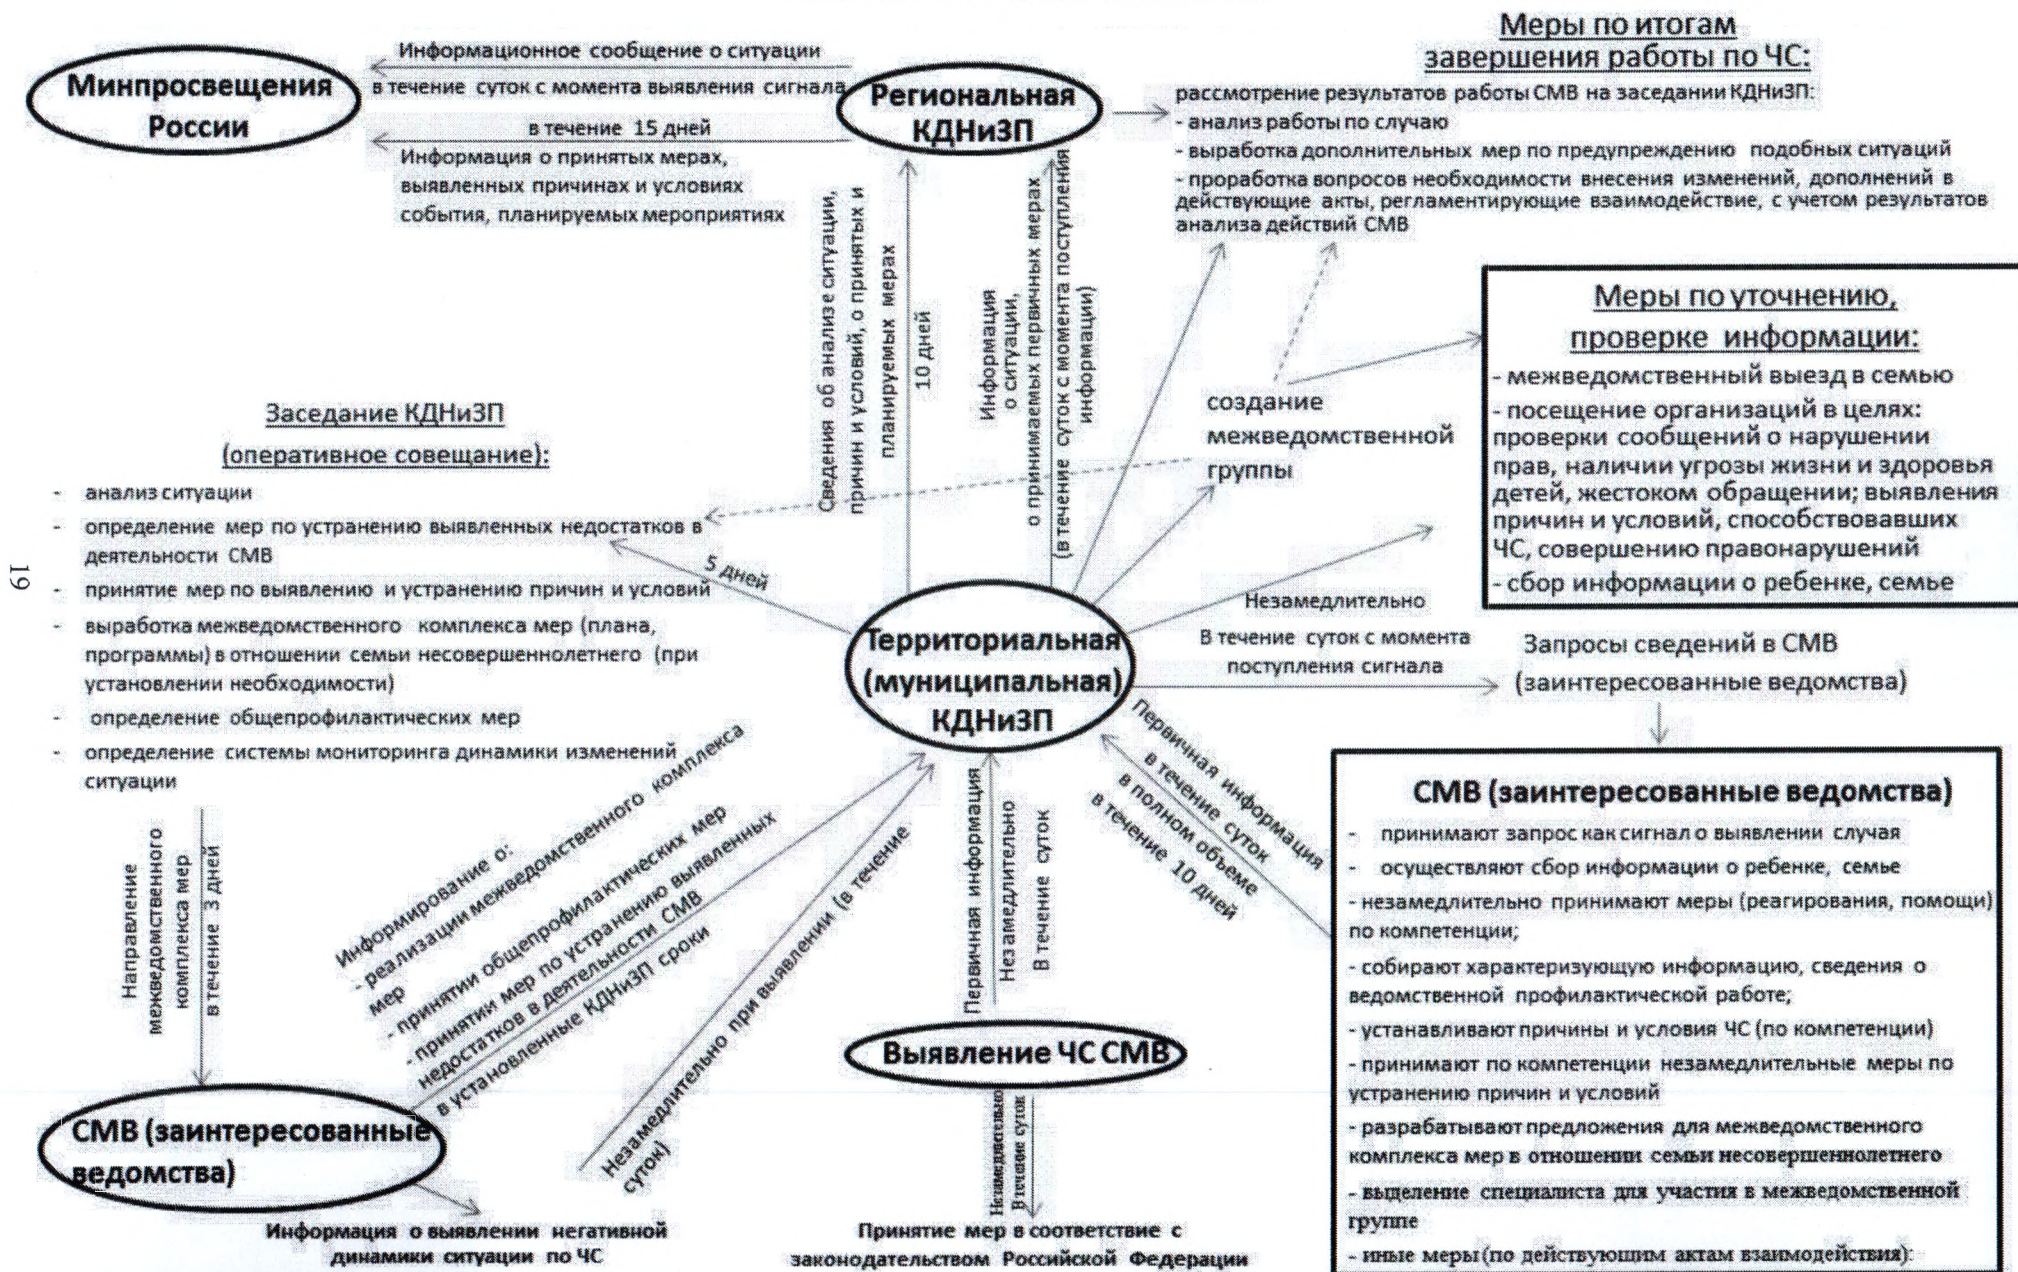 Меры по итогам
завершения работы по ЧС:
Информационное сообщение о ситуации
в течение суток с момента выявления сигнала
Минпросвещения
России
Региональная
КДНиЗП
в течение 15 дней
Информация о принятых мерах,
выявленных причинах и условиях
события, планируемых мероприятиях
рассмотрение результатов работы СМВ на заседании КДНиЗП:
- анализ работы по случаю
- выработка дополнительных мер по предупреждению подобных ситуаций
- проработка вопросов необходимости внесения изменений, дополнений в
действующие акты, регламентирующие взаимодействие, с учетом результатов
анализа действий СМВ
Сведения об анализе ситуации,
причин и условий, о принятых и
планируемых мерах
10 дней
Информация
о ситуации,
о принимаемых первичных мерах
(в течение суток с момента поступления
информации)
Меры по уточнению,
проверке информации:
- межведомственный выезд в семью
- посещение организаций в целях:
проверки сообщений о нарушении
прав, наличии угрозы жизни и здоровья
детей, жестоком обращении; выявления
причин и условий, способствовавших
ЧС, совершению правонарушений
- сбор информации о ребенке, семье
создание
межведомственной
группы
Заседание КДНиЗП
(оперативное совещание):
- анализ ситуации
- определение мер по устранению выявленных недостатков в
деятельности СМВ
- принятие мер по выявлению и устранению причин и условий
- выработка межведомственного комплекса мер (плана,
программы) в отношении семьи несовершеннолетнего (при
установлении необходимости)
- определение общепрофилактических мер
- определение системы мониторинга динамики изменений
ситуации
19
5 дней
Территориальная
(муниципальная)
КДНиЗП
Незамедлительно
В течение суток с момента
поступления сигнала
Запросы сведений в СМВ
(заинтересованные ведомства)
Первичная информация
в течение суток
в полном объеме
в течение 10 дней
СМВ (заинтересованные ведомства)
- принимают запрос как сигнал о выявлении случая
- осуществляют сбор информации о ребенке, семье
- незамедлительно принимают меры (реагирования, помощи)
по компетенции;
- собирают характеризующую информацию, сведения о
ведомственной профилактической работе;
- устанавливают причины и условия ЧС (по компетенции)
- принимают по компетенции незамедлительные меры по
устранению причин и условий
- разрабатывают предложения для межведомственного
комплекса мер в отношении семьи несовершеннолетнего
- выделение специалиста для участия в межведомственной
группе
- иные меры (по действующим актам взаимодействия):
Направление
межведомственного
комплекса мер
в течение 3 дней
Информирование о:
- реализации межведомственного комплекса
мер
- принятии общепрофилактических мер
- принятии мер по устранению выявленных
недостатков в деятельности СМВ
в установленные КДНиЗП сроки
Незамедлительно при выявлении (в течение
суток)
Первичная информация
Незамедлительно
В течение суток
Выявление ЧС СМВ
Незамедлительно
В течение суток
Принятие мер в соответствие с
законодательством Российской Федерации
СМВ (заинтересованные
ведомства)
Информация о выявлении негативной
динамики ситуации по ЧС